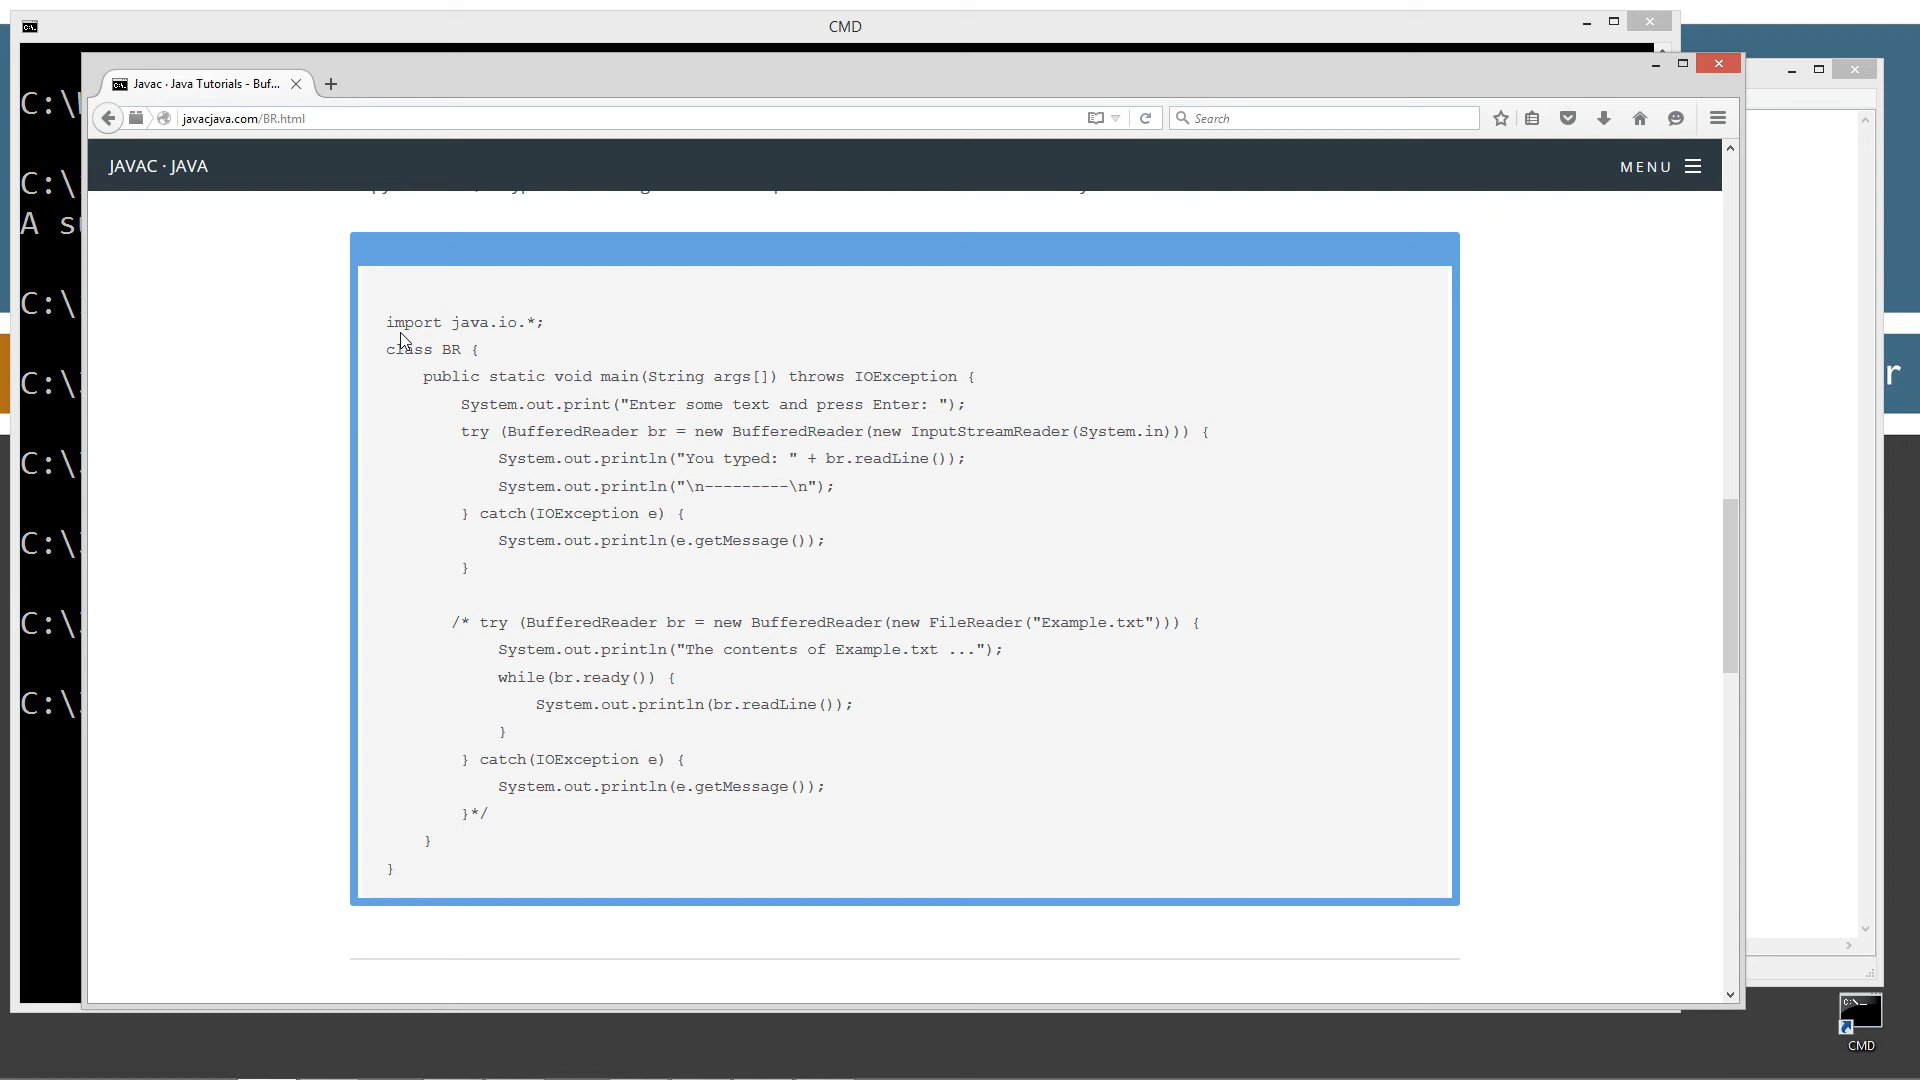 CMD
Javac · Java Tutorials - Buf...
javacjava.com/BR.html
Search
JAVAC · JAVA
MENU
C:\
C:\
A su
C:\
C:\
C:\
C:\
C:\
C:\
import java.io.*;
class BR {
public static void main(String args[]) throws IOException {
System.out.print("Enter some text and press Enter: ");
try (BufferedReader br = new BufferedReader(new InputStreamReader(System.in))) {
System.out.println("You typed: " + br.readLine());
System.out.println("\n---------\n");
} catch(IOException e) {
System.out.println(e.getMessage());
}
/* try (BufferedReader br = new BufferedReader(new FileReader("Example.txt"))) {
System.out.println("The contents of Example.txt ...");
while(br.ready()) {
System.out.println(br.readLine());
}
} catch(IOException e) {
System.out.println(e.getMessage());
}*/
}
}
r
CMD